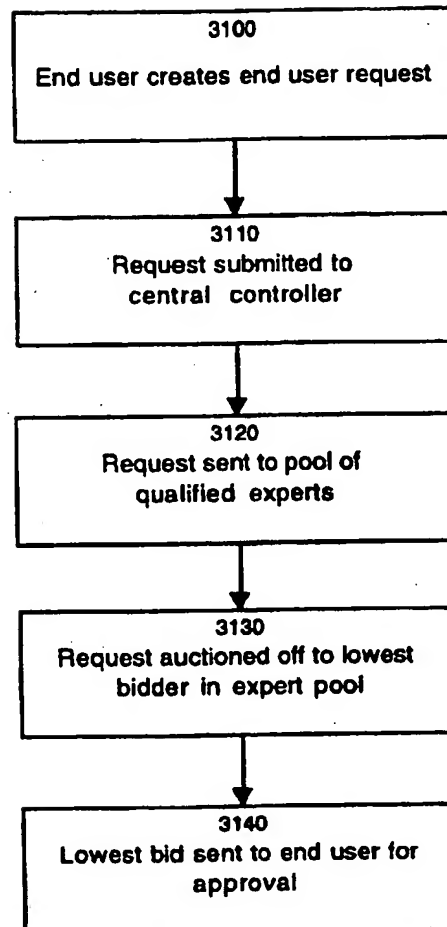 3100
End user creates end user request
3110
Request submitted to
central controller
3120
Request sent to pool of
qualified experts
3130
Request auctioned off to lowest
bidder in expert pool
3140
Lowest bid sent to end user for
approval